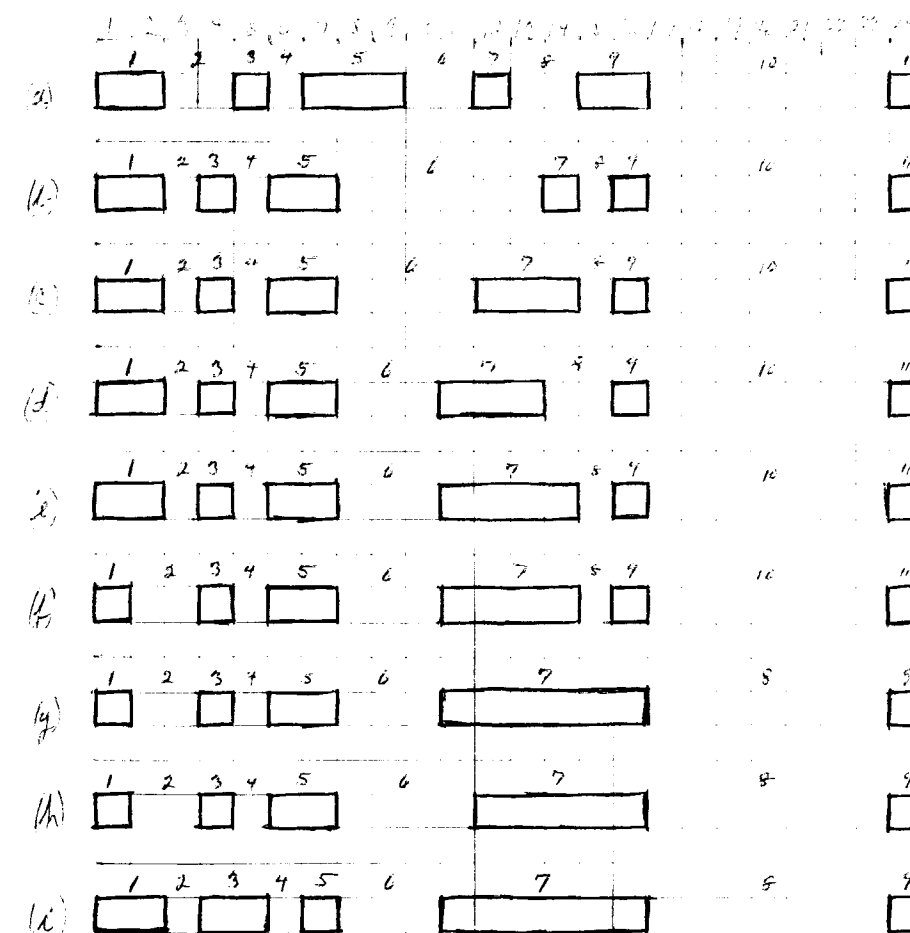 (a) 1 2 3 4 5 6 7 8 9 10
(b) 1 2 3 4 5 6 7 8 9 10 11
(c) 1 2 3 4 5 6 7 8 9 10
(d) 1 2 3 4 5 6 7 8 9 10 11
(e) 1 2 3 4 5 6 7 8 9 10 11
(f) 1 2 3 4 5 6 7 8 9 10 11
(g) 1 2 3 4 5 6 7 8 9
(h) 1 2 3 4 5 6 7 8 9
(i) 1 2 3 4 5 6 7 8 9